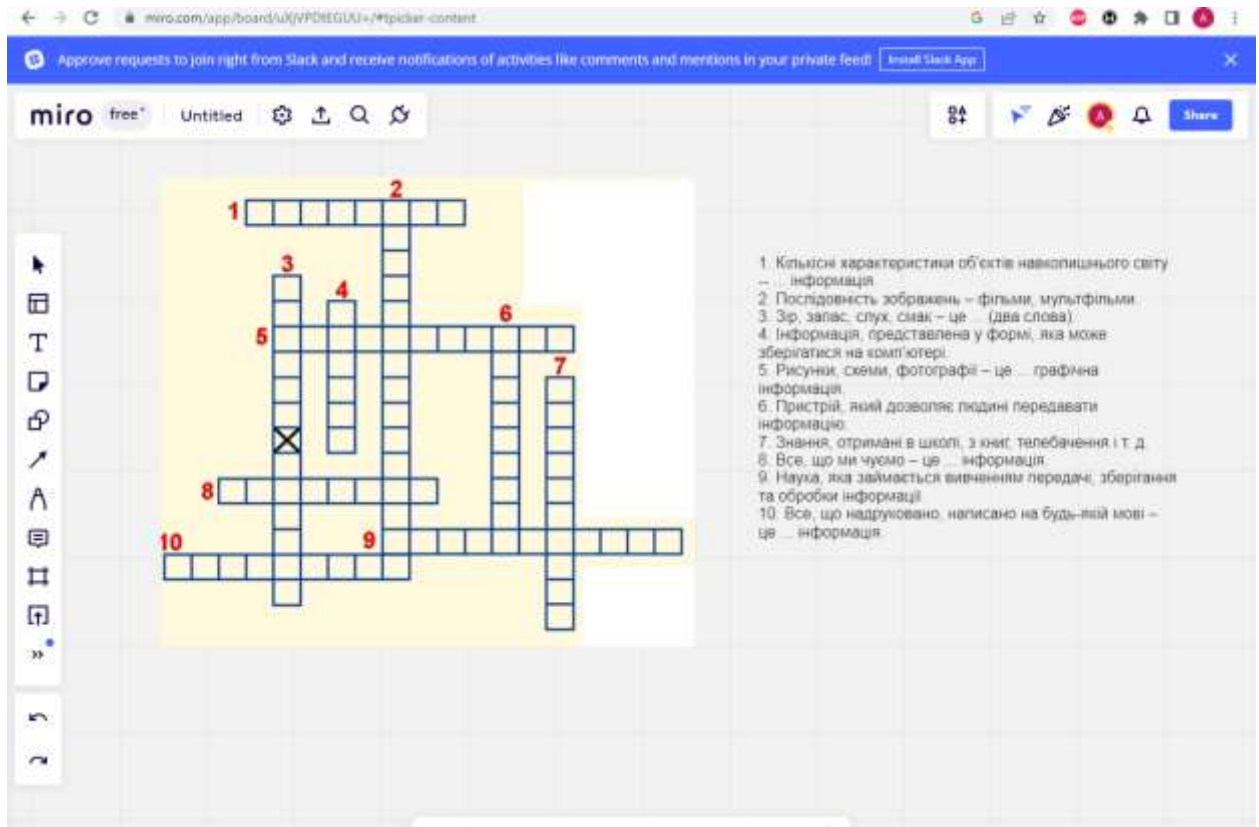 miro.com/app/board/uXjVPDtEGUU=/#tpicker-content
Approve requests to join right from Slack and receive notifications of activities like comments and mentions in your private feed! Install Slack App
miro free Untitled Share
2
1
3
4
6
5
7
8
10 9
1. Кількісні характеристики об'єктів навколишнього світу
– ... інформація.
2. Послідовність зображень – фільми, мультфільми.
3. Зір, запас, слух, смак – це ... (два слова).
4. Інформація, представлена у формі, яка може
зберігатися на комп'ютері.
5. Рисунки, схеми, фотографії – це ... графічна
інформація.
6. Пристрій, який дозволяє людині передавати
інформацію.
7. Знання, отримані в школі, з книг, телебачення і т. д.
8. Все, що ми чуємо – це ... інформація.
9. Наука, яка займається вивченням передачі, зберігання
та обробки інформації.
10. Все, що надруковано, написано на будь-якій мові –
це ... інформація.